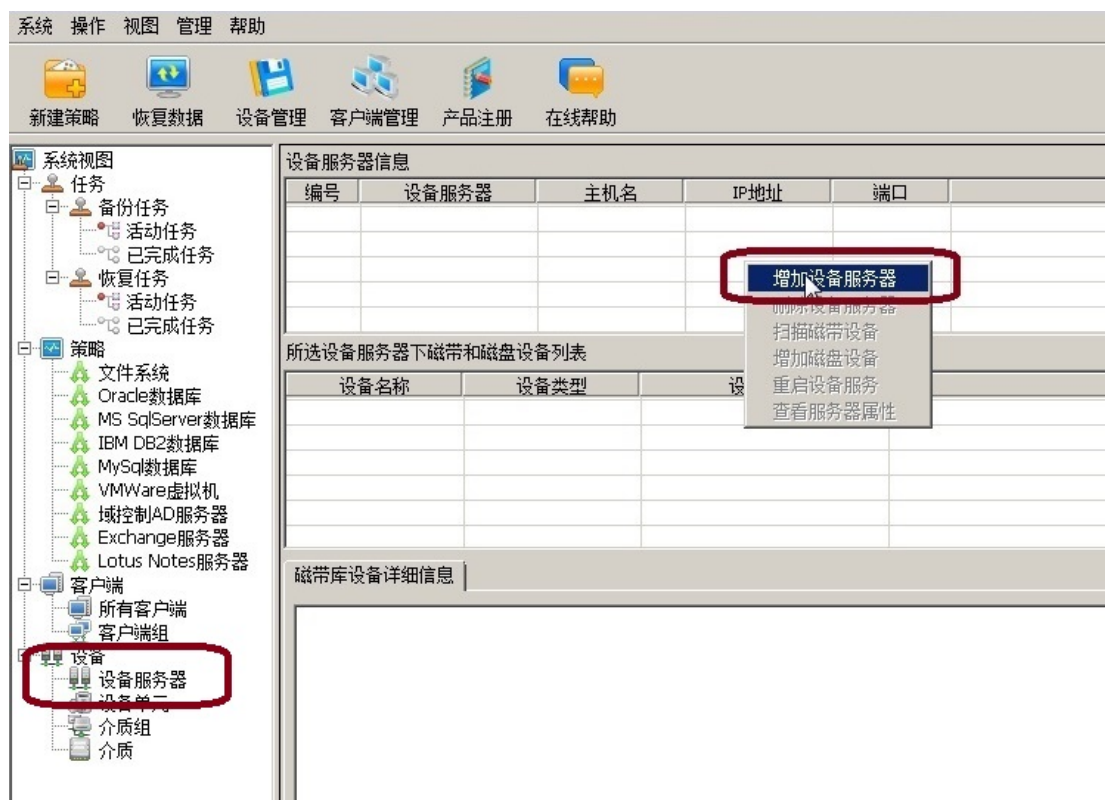 系统 操作 视图 管理 帮助
新建策略 恢复数据 设备管理 客户端管理 产品注册 在线帮助
系统视图
任务
备份任务
活动任务
已完成任务
恢复任务
活动任务
已完成任务
策略
文件系统
Oracle数据库
MS SqlServer数据库
IBM DB2数据库
MySql数据库
VMWare虚拟机
域控制AD服务器
Exchange服务器
Lotus Notes服务器
客户端
所有客户端
客户端组
设备
设备服务器
设备单元
介质组
介质
设备服务器信息
编号 设备服务器 主机名 IP地址 端口
增加设备服务器
删除设备服务器
扫描磁带设备
增加磁盘设备
重启设备服务
查看服务器属性
所选设备服务器下磁带和磁盘设备列表
设备名称 设备类型 设
磁带库设备详细信息